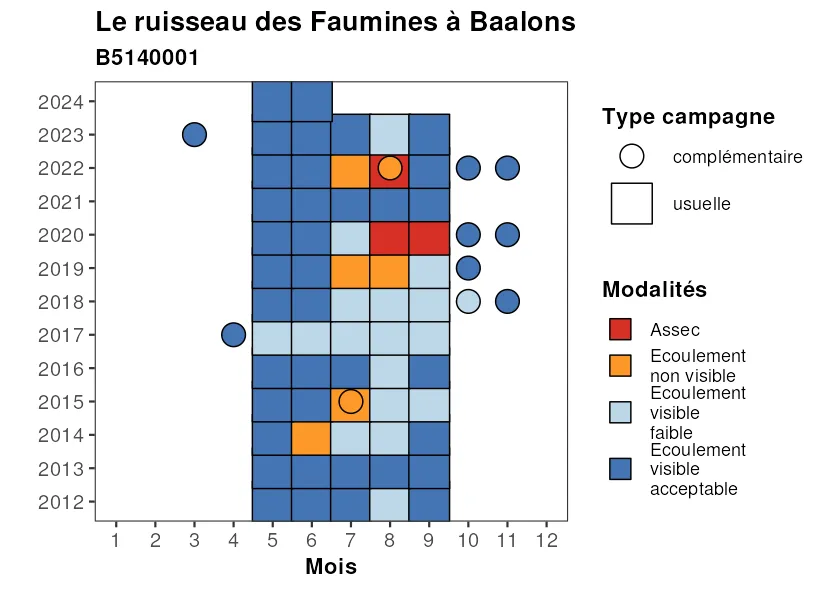 Le ruisseau des Faumines à Baalons
B5140001
2024
2023
2022
2021
2020
2019
2018
2017
2016
2015
2014
2013
2012
1 2 3 4 5 6 7 8 9 10 11 12
Mois
Type campagne
complémentaire
usuelle
Modalités
Assec
Ecoulement
non visible
Ecoulement
visible
faible
Ecoulement
visible
acceptable